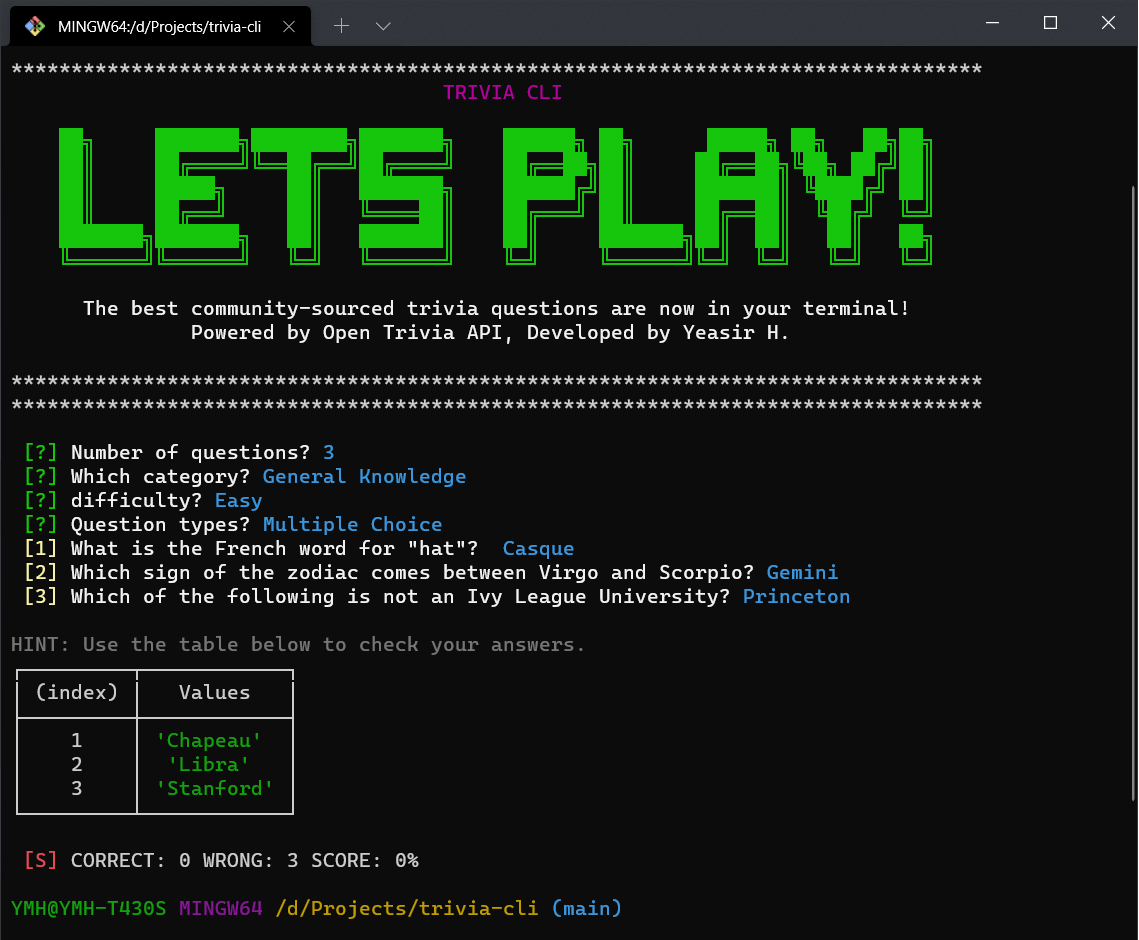 MINGW64:/d/Projects/trivia-cli
*********************************************************************************
TRIVIA CLI
LETS PLAY!
The best community-sourced trivia questions are now in your terminal!
Powered by Open Trivia API, Developed by Yeasir H.
*********************************************************************************
*********************************************************************************
[?] Number of questions? 3
[?] Which category? General Knowledge
[?] difficulty? Easy
[?] Question types? Multiple Choice
[1] What is the French word for "hat"?  Casque
[2] Which sign of the zodiac comes between Virgo and Scorpio? Gemini
[3] Which of the following is not an Ivy League University? Princeton
HINT: Use the table below to check your answers.
(index) Values
1 'Chapeau'
2 'Libra'
3 'Stanford'
[S] CORRECT: 0 WRONG: 3 SCORE: 0%
YMH@YMH-T430S MINGW64 /d/Projects/trivia-cli (main)